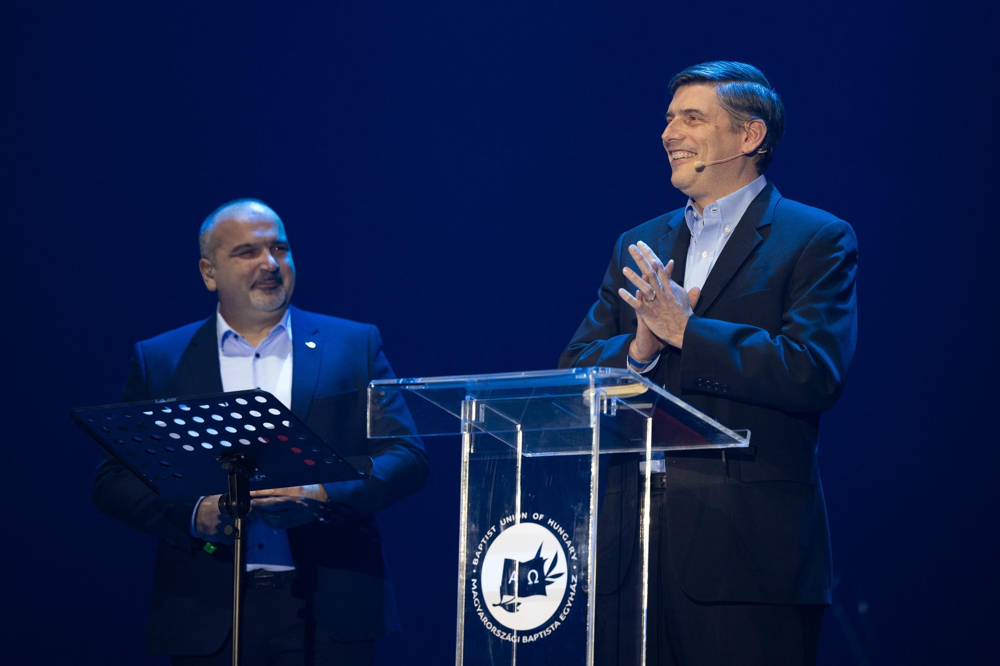 • BAPTIST UNION OF HUNGARY •
MAGYARORSZÁGI BAPTISTA EGYHÁZ
Α Ω